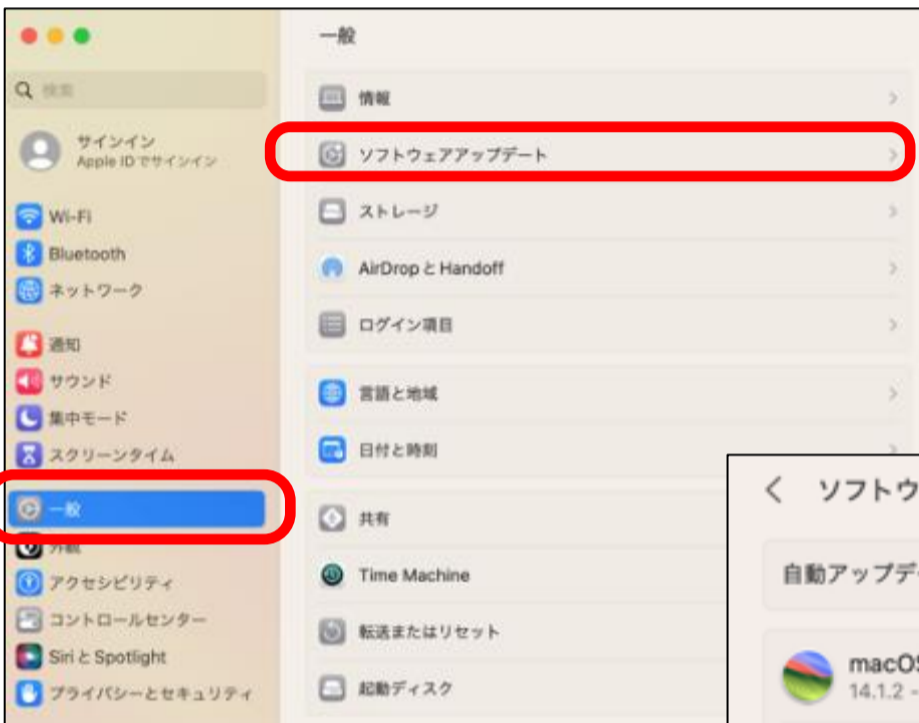 一般
検索
サインイン
Apple ID でサインイン
Wi-Fi
Bluetooth
ネットワーク
通知
サウンド
集中モード
スクリーンタイム
一般
外観
アクセシビリティ
コントロールセンター
Siri と Spotlight
プライバシーとセキュリティ
情報
ソフトウェアアップデート
ストレージ
AirDrop と Handoff
ログイン項目
言語と地域
日付と時刻
共有
Time Machine
転送またはリセット
起動ディスク
ソフトウ
自動アップデ
macOS
14.1.2 –